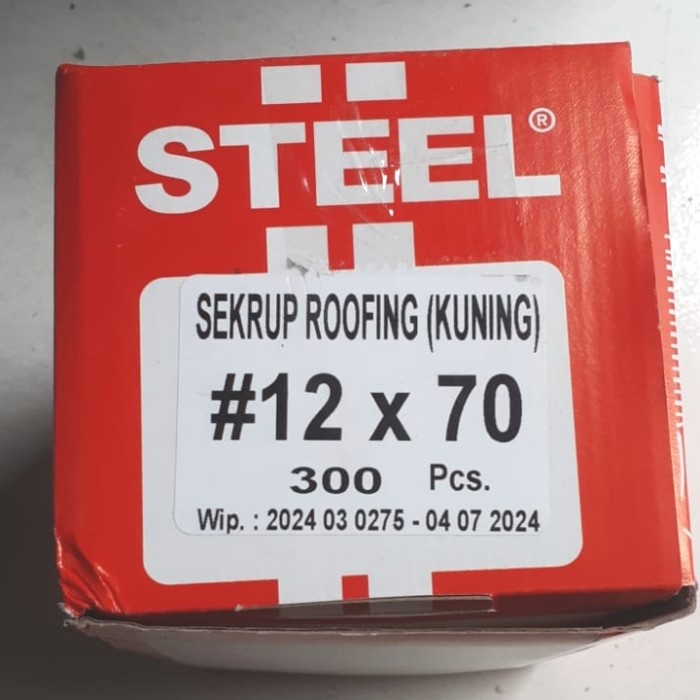 STEEL®
SEKRUP ROOFING (KUNING)
#12 x 70
300 Pcs.
Wip. : 2024 03 0275 - 04 07 2024